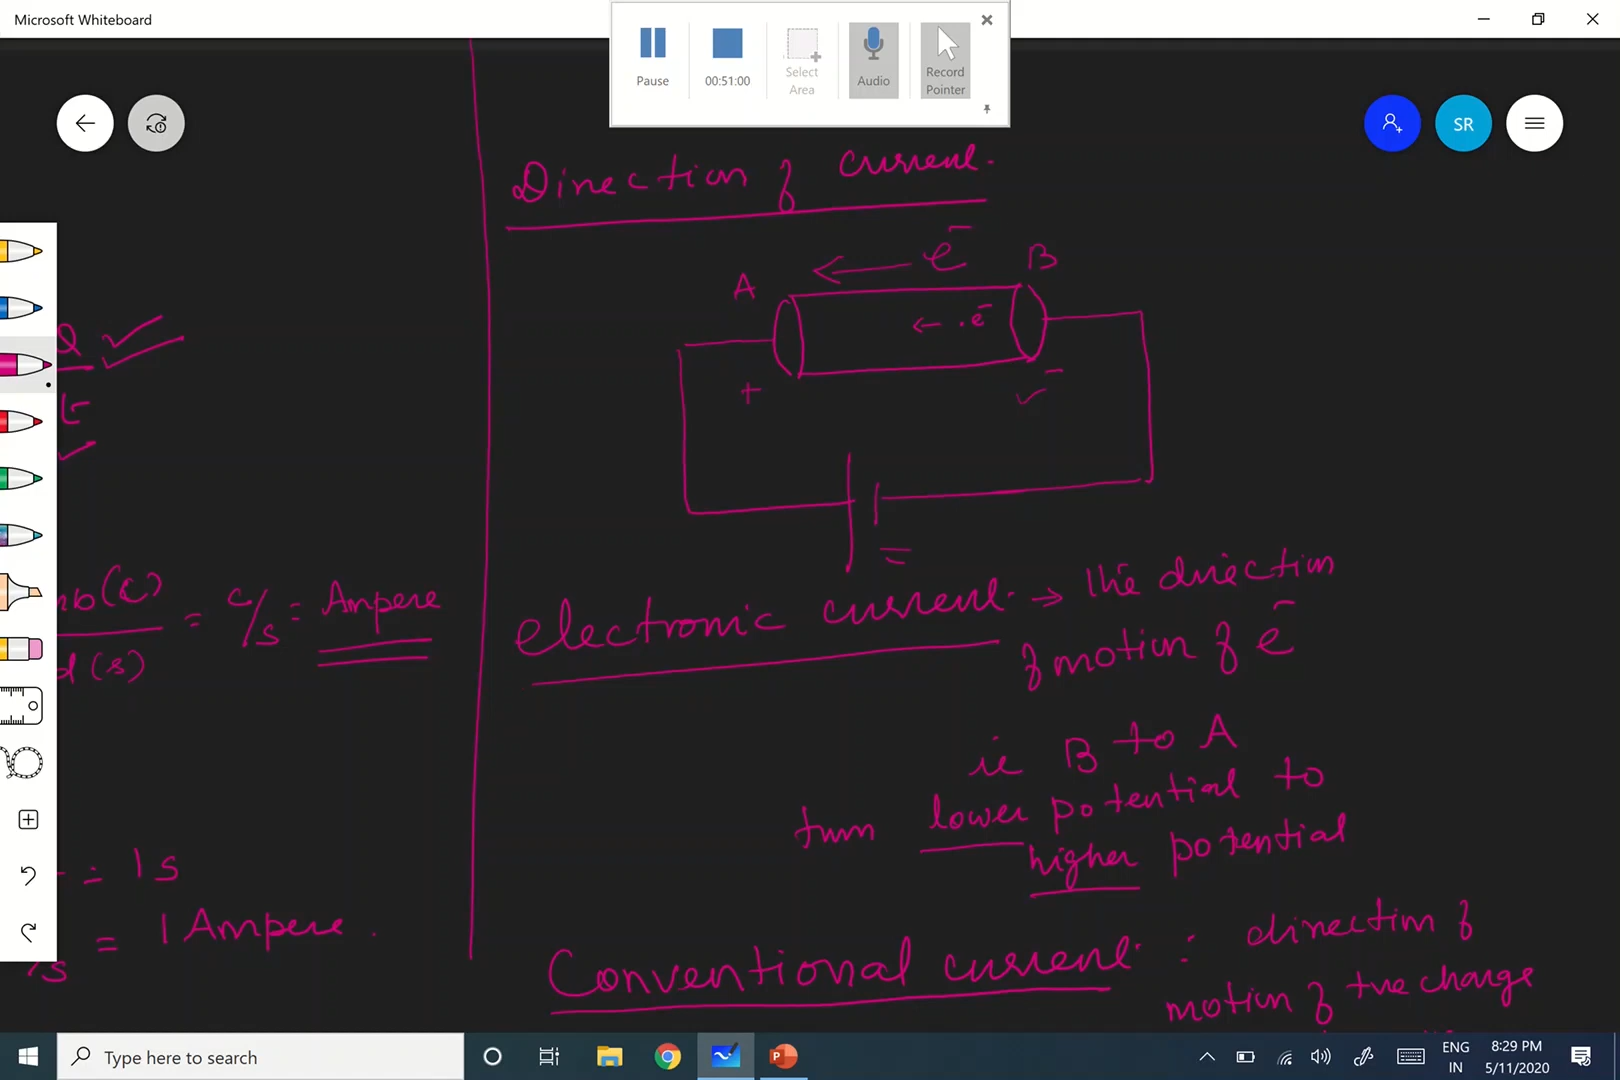 Microsoft Whiteboard
Pause
00:51:00
Select Area
Audio
Record Pointer
SR
Direction of current.
e-
A
B
e-
+
-
Q
t
mb(c)
d(s)
= c/s = Ampere
= 1 s
/s = 1 Ampere.
electronic current. → the direction
of motion of e-
ie B to A
from lower potential to
higher potential
Conventional current : direction of
motion of +ve charge
Type here to search
ENG
IN
8:29 PM
5/11/2020